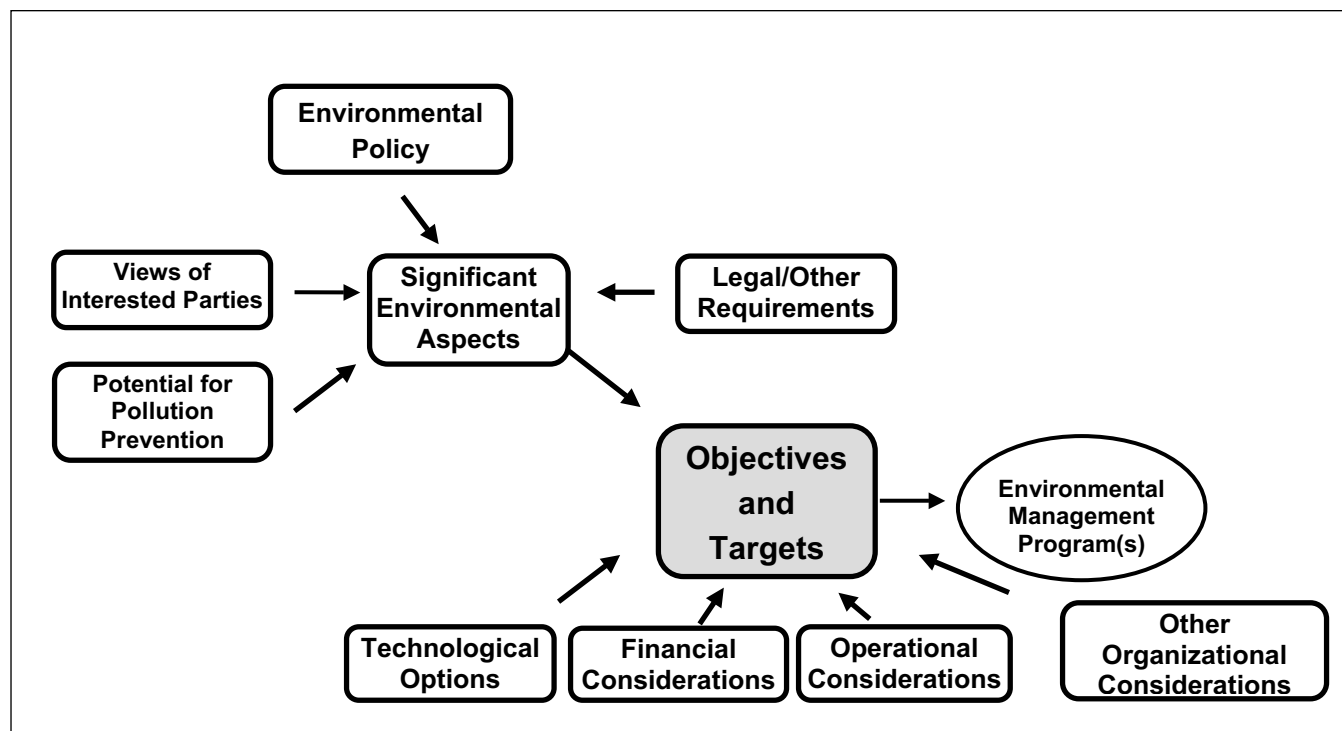 Environmental
Policy
Views of
Interested Parties
Significant
Environmental
Aspects
Legal/Other
Requirements
Potential for
Pollution
Prevention
Objectives
and
Targets
Environmental
Management
Program(s)
Technological
Options
Financial
Considerations
Operational
Considerations
Other
Organizational
Considerations